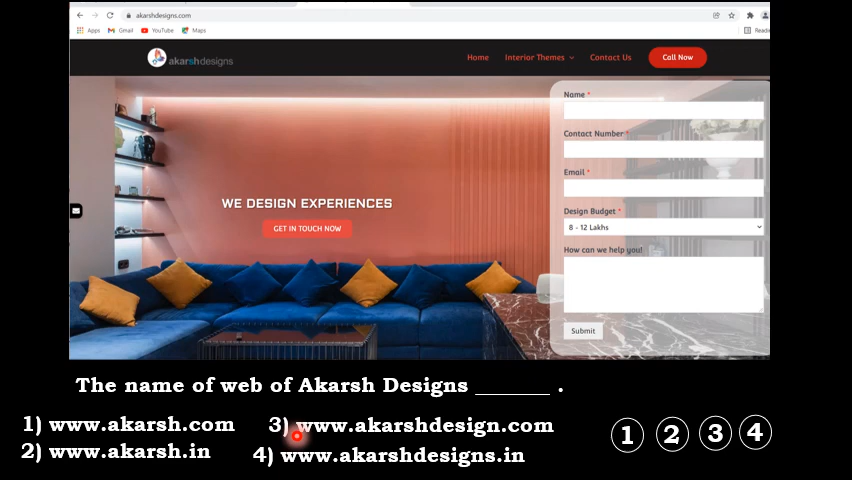 akarshdesigns.com
Apps Gmail YouTube Maps
akarshdesigns Home Interior Themes Contact Us Call Now
Name *
Contact Number *
Email *
WE DESIGN EXPERIENCES
Design Budget *
GET IN TOUCH NOW
8 - 12 Lakhs
How can we help you!
Submit
The name of web of Akarsh Designs _______ .
1) www.akarsh.com 3) www.akarshdesign.com
2) www.akarsh.in 4) www.akarshdesigns.in
1 2 3 4